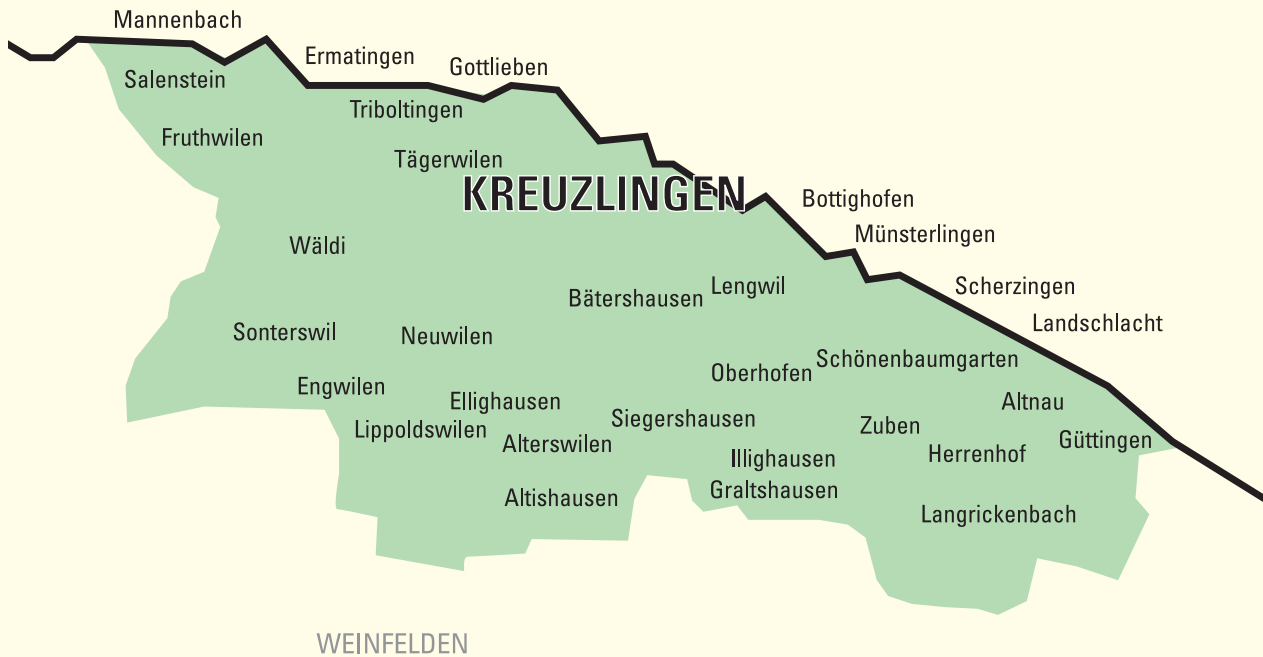 Mannenbach
Ermatingen
Gottlieben
Salenstein
Triboltingen
Fruthwilen
Tägerwilen
KREUZLINGEN
Bottighofen
Münsterlingen
Wäldi
Lengwil
Scherzingen
Bätershausen
Landschlacht
Sonterswil
Neuwilen
Schönenbaumgarten
Oberhofen
Engwilen
Ellighausen
Altnau
Siegershausen
Lippoldswilen
Zuben
Alterswilen
Güttingen
Herrenhof
Illighausen
Graltshausen
Altishausen
Langrickenbach
WEINFELDEN